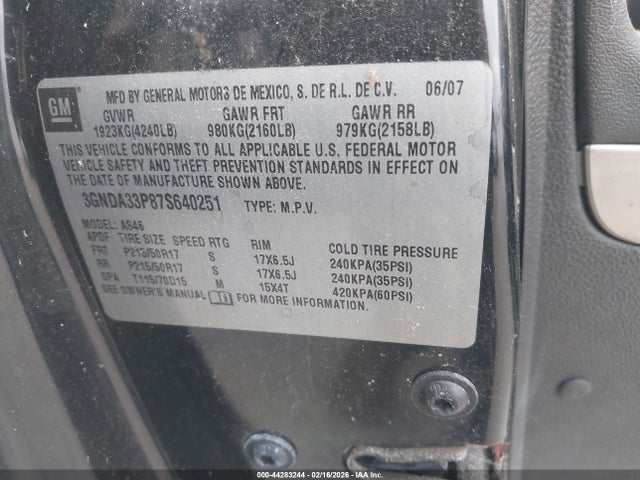 GM
MFD BY GENERAL MOTORS DE MEXICO, S. DE R.L. DE C.V. 06/07
GVWR GAWR FRT GAWR RR
1923KG(4240LB) 980KG(2160LB) 979KG(2158LB)
THIS VEHICLE CONFORMS TO ALL APPLICABLE U.S. FEDERAL MOTOR
VEHICLE SAFETY AND THEFT PREVENTION STANDARDS IN EFFECT ON
THE DATE OF MANUFACTURE SHOWN ABOVE.
3GNDA33P87S640251 TYPE: M.P.V.
MODEL: AS46
TIRE SIZE SPEED RTG RIM COLD TIRE PRESSURE
FRT P215/50R17 S 17X6.5J 240KPA(35PSI)
RR P215/50R17 S 17X6.5J 240KPA(35PSI)
SPA T115/70D15 M 15X4T 420KPA(60PSI)
SEE OWNER'S MANUAL FOR MORE INFORMATION.
000-44283244 - 02/16/2026 - IAA Inc.